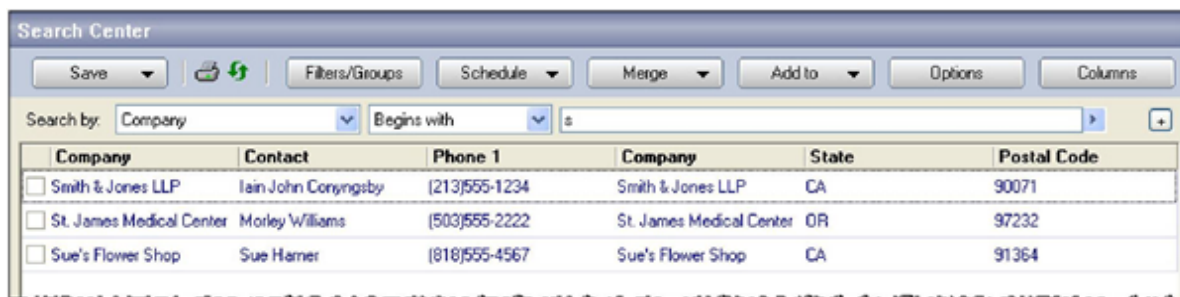 Search Center
Save Filters/Groups Schedule Merge Add to Options Columns
Search by: Company Begins with s +
Company Contact Phone 1 Company State Postal Code
Smith & Jones LLP Iain John Conyngsby (213)555-1234 Smith & Jones LLP CA 90071
St. James Medical Center Morley Williams (503)555-2222 St. James Medical Center OR 97232
Sue's Flower Shop Sue Harner (818)555-4567 Sue's Flower Shop CA 91364